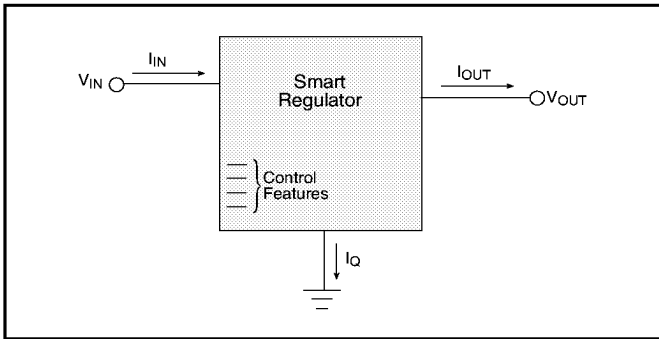 IIN
VIN
Smart
Regulator
IOUT
VOUT
Control
Features
IQ